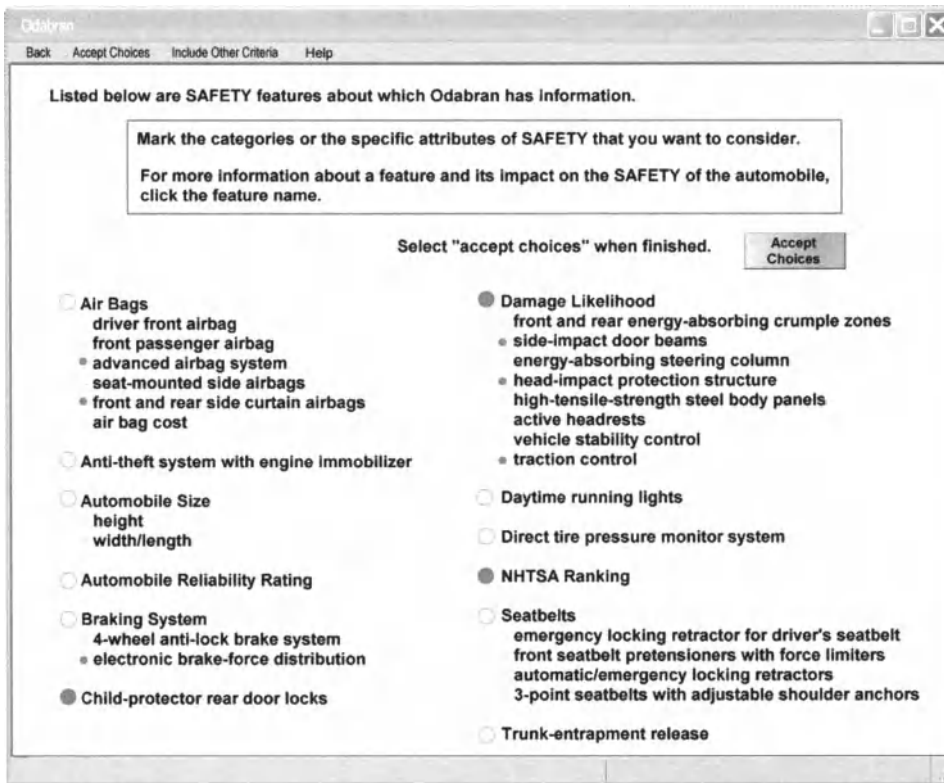 Odabran
Back Accept Choices Include Other Criteria Help
Listed below are SAFETY features about which Odabran has information.
Mark the categories or the specific attributes of SAFETY that you want to consider.
For more information about a feature and its impact on the SAFETY of the automobile,
click the feature name.
Select "accept choices" when finished.
Accept
Choices
Air Bags
driver front airbag
front passenger airbag
advanced airbag system
seat-mounted side airbags
front and rear side curtain airbags
air bag cost
Anti-theft system with engine immobilizer
Automobile Size
height
width/length
Automobile Reliability Rating
Braking System
4-wheel anti-lock brake system
electronic brake-force distribution
Child-protector rear door locks
Damage Likelihood
front and rear energy-absorbing crumple zones
side-impact door beams
energy-absorbing steering column
head-impact protection structure
high-tensile-strength steel body panels
active headrests
vehicle stability control
traction control
Daytime running lights
Direct tire pressure monitor system
NHTSA Ranking
Seatbelts
emergency locking retractor for driver's seatbelt
front seatbelt pretensioners with force limiters
automatic/emergency locking retractors
3-point seatbelts with adjustable shoulder anchors
Trunk-entrapment release